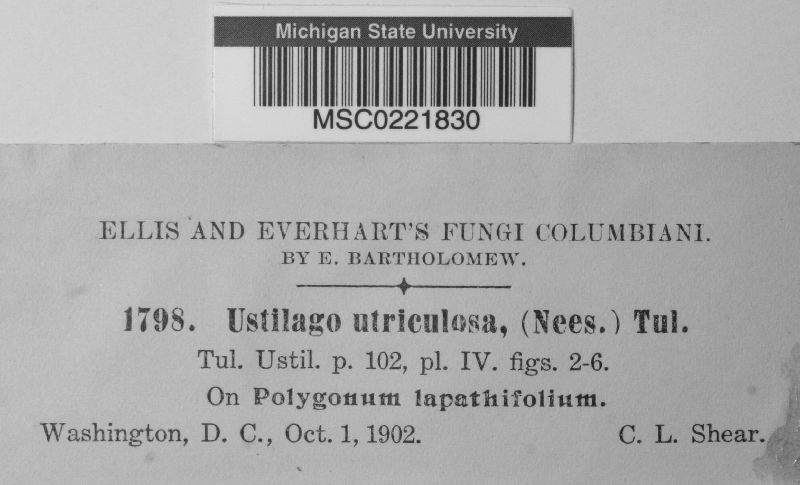 Michigan State University
MSC0221830
ELLIS AND EVERHART'S FUNGI COLUMBIANI.
BY E. BARTHOLOMEW.
1798. Ustilago utriculosa, (Nees.) Tul.
Tul. Ustil. p. 102, pl. IV. figs. 2-6.
On Polygonum lapathifolium.
Washington, D. C., Oct. 1, 1902. C. L. Shear.